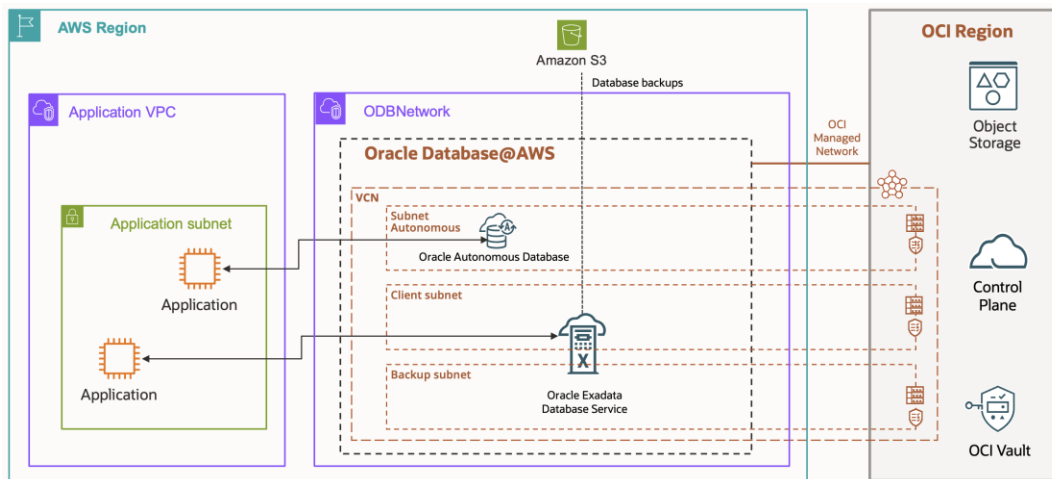 AWS Region
Amazon S3
Database backups
OCI Region
Object
Storage
Application VPC
ODBNetwork
OCI
Managed
Network
Oracle Database@AWS
VCN
Application subnet
Subnet
Autonomous
Oracle Autonomous Database
Application
Client subnet
Control
Plane
Application
Backup subnet
Oracle Exadata
Database Service
X
A
OCI Vault